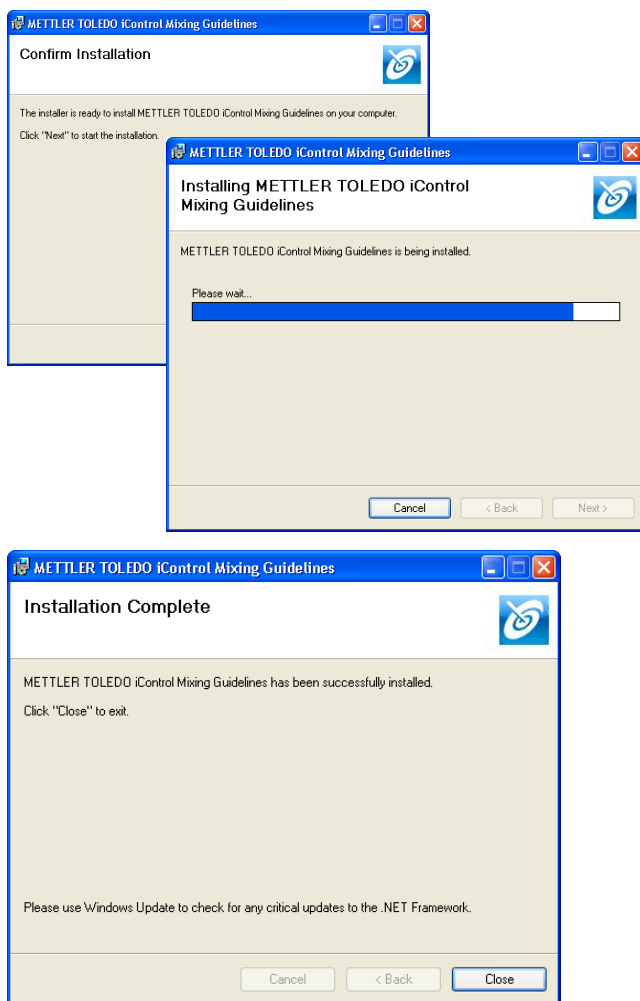 METTLER TOLEDO iControl Mixing Guidelines
Confirm Installation
The installer is ready to install METTLER TOLEDO iControl Mixing Guidelines on your computer.
Click "Next" to start the installation.
METTLER TOLEDO iControl Mixing Guidelines
Installing METTLER TOLEDO iControl
Mixing Guidelines
METTLER TOLEDO iControl Mixing Guidelines is being installed.
Please wait...
Cancel < Back Next >
METTLER TOLEDO iControl Mixing Guidelines
Installation Complete
METTLER TOLEDO iControl Mixing Guidelines has been successfully installed.
Click "Close" to exit.
Please use Windows Update to check for any critical updates to the .NET Framework.
Cancel < Back Close